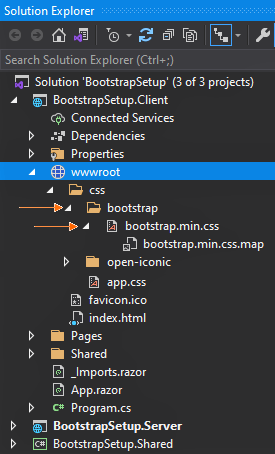 Solution Explorer
Search Solution Explorer (Ctrl+;)
Solution 'BootstrapSetup' (3 of 3 projects)
BootstrapSetup.Client
Connected Services
Dependencies
Properties
wwwroot
css
bootstrap
bootstrap.min.css
bootstrap.min.css.map
open-iconic
app.css
favicon.ico
index.html
Pages
Shared
_Imports.razor
App.razor
C# Program.cs
BootstrapSetup.Server
C# BootstrapSetup.Shared